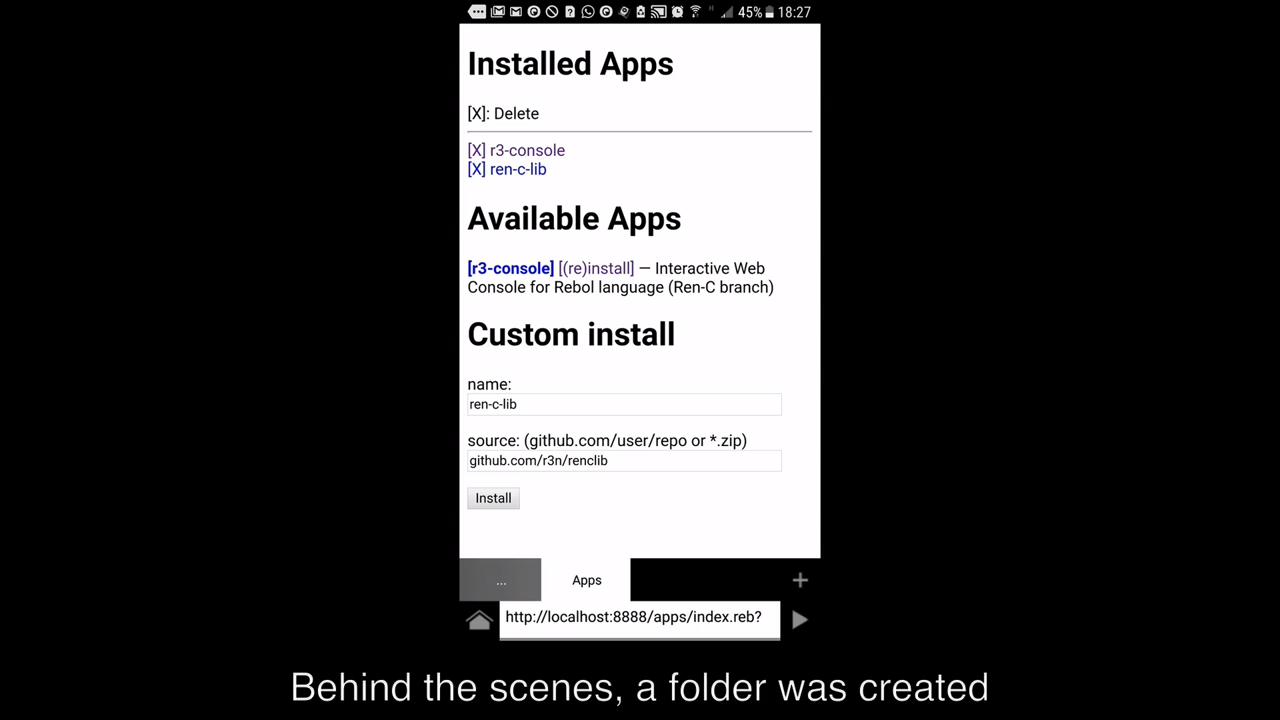 45% 18:27
Installed Apps
[X]: Delete
[X] r3-console
[X] ren-c-lib
Available Apps
[r3-console] [(re)install] — Interactive Web
Console for Rebol language (Ren-C branch)
Custom install
name:
ren-c-lib
source: (github.com/user/repo or *.zip)
github.com/r3n/renclib
Install
... Apps +
http://localhost:8888/apps/index.reb?
Behind the scenes, a folder was created